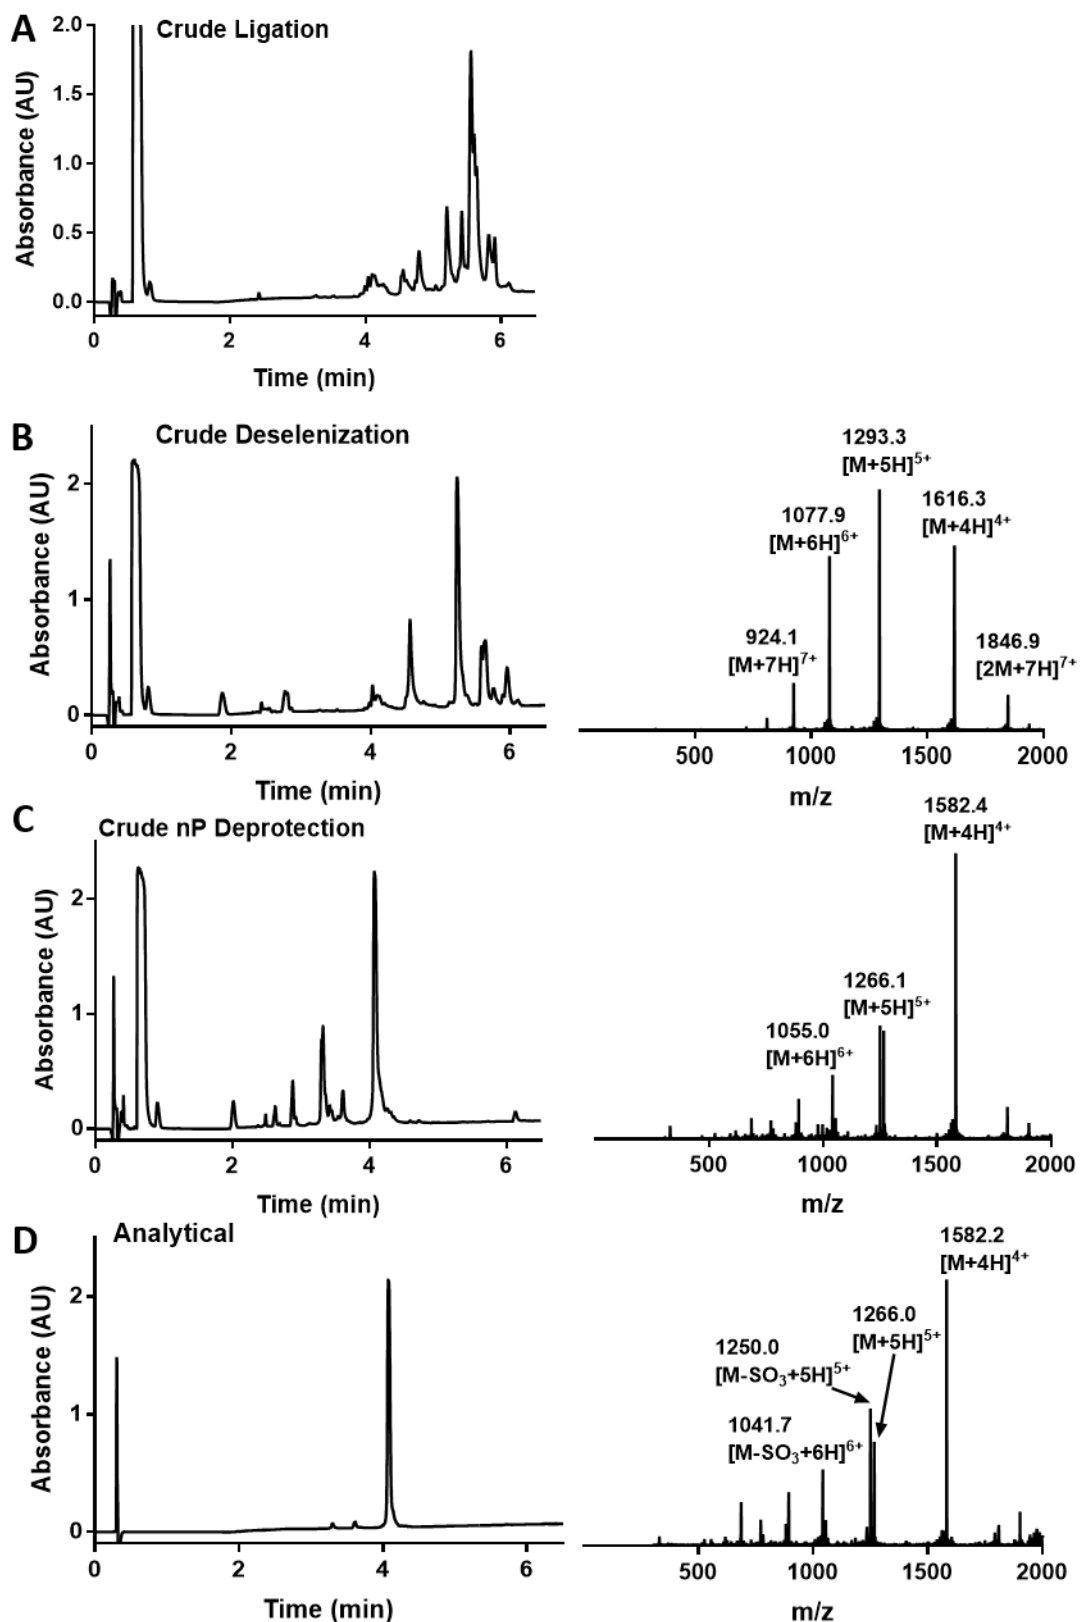 A
Crude Ligation
Absorbance (AU)
2.0
1.5
1.0
0.5
0.0
0 2 4 6
Time (min)
B
Crude Deselenization
Absorbance (AU)
2
1
0
0 2 4 6
Time (min)
1293.3
[M+5H]5+
1616.3
[M+4H]4+
1077.9
[M+6H]6+
924.1
[M+7H]7+
1846.9
[2M+7H]7+
500 1000 1500 2000
m/z
C
Crude nP Deprotection
Absorbance (AU)
2
1
0
0 2 4 6
Time (min)
1582.4
[M+4H]4+
1266.1
[M+5H]5+
1055.0
[M+6H]6+
500 1000 1500 2000
m/z
D
Analytical
Absorbance (AU)
2
1
0
0 2 4 6
Time (min)
1582.2
[M+4H]4+
1266.0
[M+5H]5+
1250.0
[M-SO3+5H]5+
1041.7
[M-SO3+6H]6+
500 1000 1500 2000
m/z